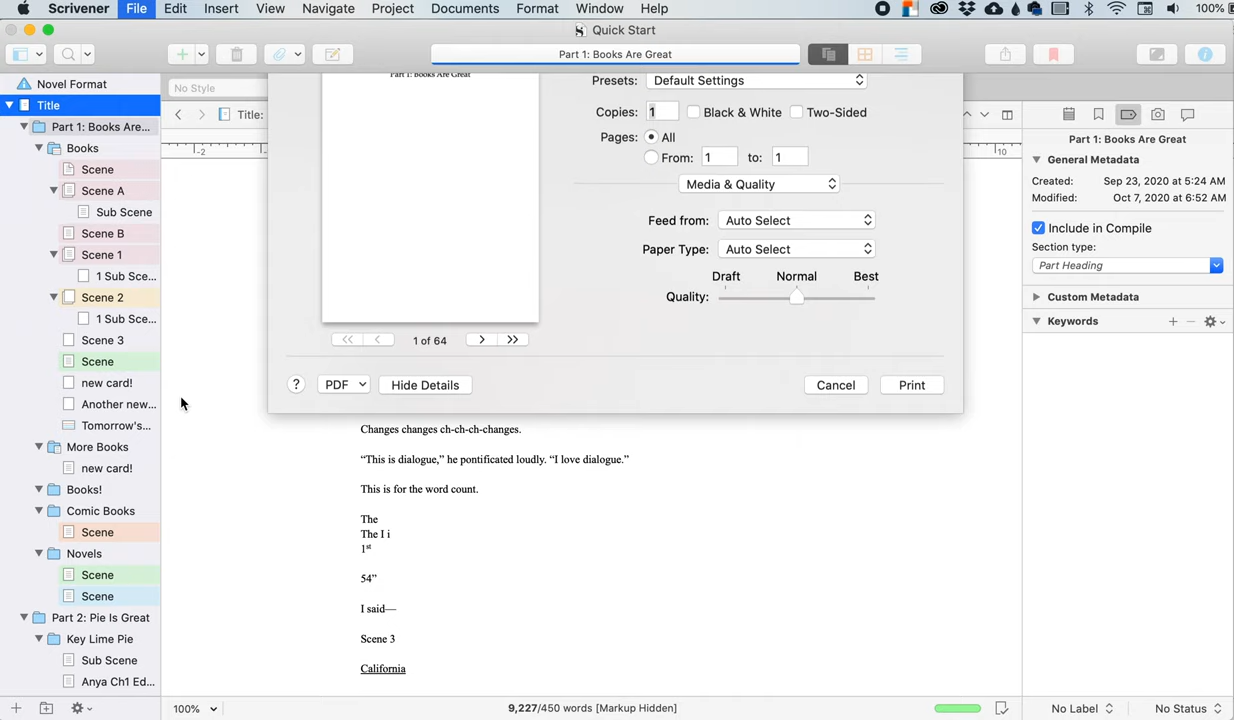 Scrivener File Edit Insert View Navigate Project Documents Format Window Help 100%
Quick Start
Part 1: Books Are Great
Novel Format
No Style
Title
Title:
Part 1: Books Are...
Books
Scene
Scene A
Sub Scene
Scene B
Scene 1
1 Sub Sce...
Scene 2
1 Sub Sce...
Scene 3
Scene
new card!
Another new...
Tomorrow's...
More Books
new card!
Books!
Comic Books
Scene
Novels
Scene
Scene
Part 2: Pie Is Great
Key Lime Pie
Sub Scene
Anya Ch1 Ed...
-2
10
Part 1: Books Are Great
1 of 64
Presets: Default Settings
Copies: 1 Black & White Two-Sided
Pages: All
From: 1 to: 1
Media & Quality
Feed from: Auto Select
Paper Type: Auto Select
Draft Normal Best
Quality:
? PDF Hide Details Cancel Print
Changes changes ch-ch-ch-changes.
“This is dialogue,” he pontificated loudly. “I love dialogue.”
This is for the word count.
The
The I i
1st
54”
I said—
Scene 3
California
Part 1: Books Are Great
General Metadata
Created: Sep 23, 2020 at 5:24 AM
Modified: Oct 7, 2020 at 6:52 AM
Include in Compile
Section type:
Part Heading
Custom Metadata
Keywords
100%
9,227/450 words [Markup Hidden]
No Label
No Status